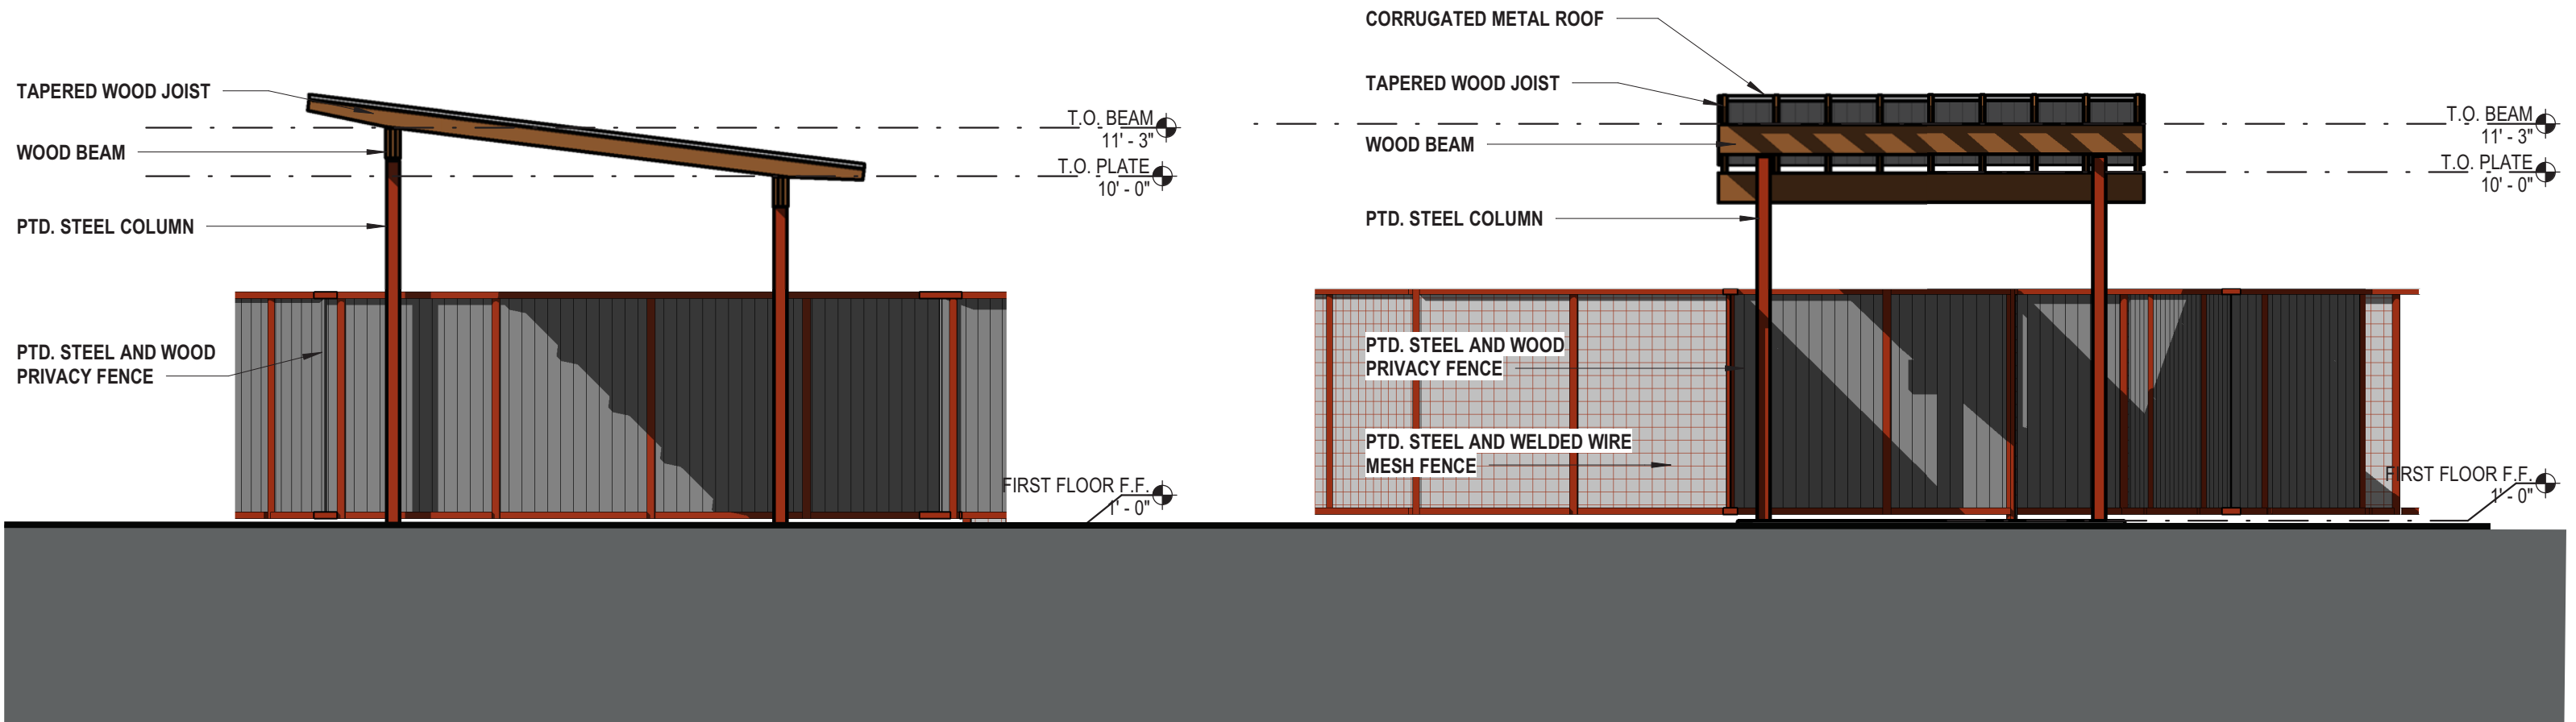 TAPERED WOOD JOIST
WOOD BEAM
PTD. STEEL COLUMN
PTD. STEEL AND WOOD
PRIVACY FENCE
T.O. BEAM
11' - 3"
T.O. PLATE
10' - 0"
FIRST FLOOR F.F.
1' - 0"
CORRUGATED METAL ROOF
TAPERED WOOD JOIST
WOOD BEAM
PTD. STEEL COLUMN
PTD. STEEL AND WOOD
PRIVACY FENCE
PTD. STEEL AND WELDED WIRE
MESH FENCE
T.O. BEAM
11' - 3"
T.O. PLATE
10' - 0"
FIRST FLOOR F.F.
1' - 0"